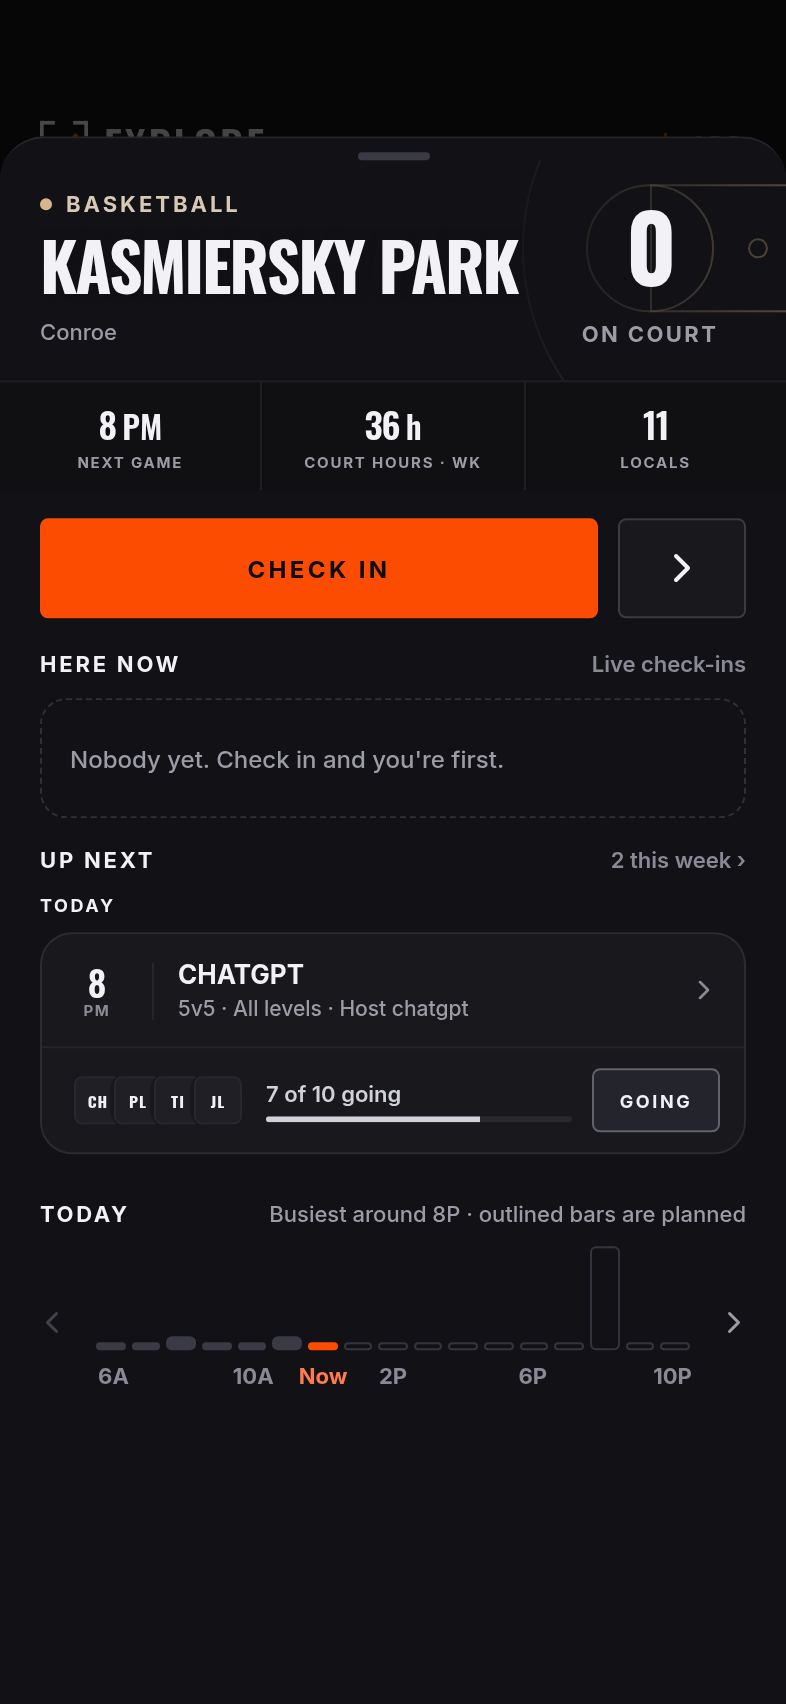 EXPLORE
BASKETBALL
KASMIERSKY PARK
Conroe
0
ON COURT
8 PM
NEXT GAME
36 h
COURT HOURS · WK
11
LOCALS
CHECK IN
HERE NOW
Live check-ins
Nobody yet. Check in and you're first.
UP NEXT
2 this week ›
TODAY
8
PM
CHATGPT
5v5 · All levels · Host chatgpt
CH PL TI JL
7 of 10 going
GOING
TODAY
Busiest around 8P · outlined bars are planned
6A 10A Now 2P 6P 10P